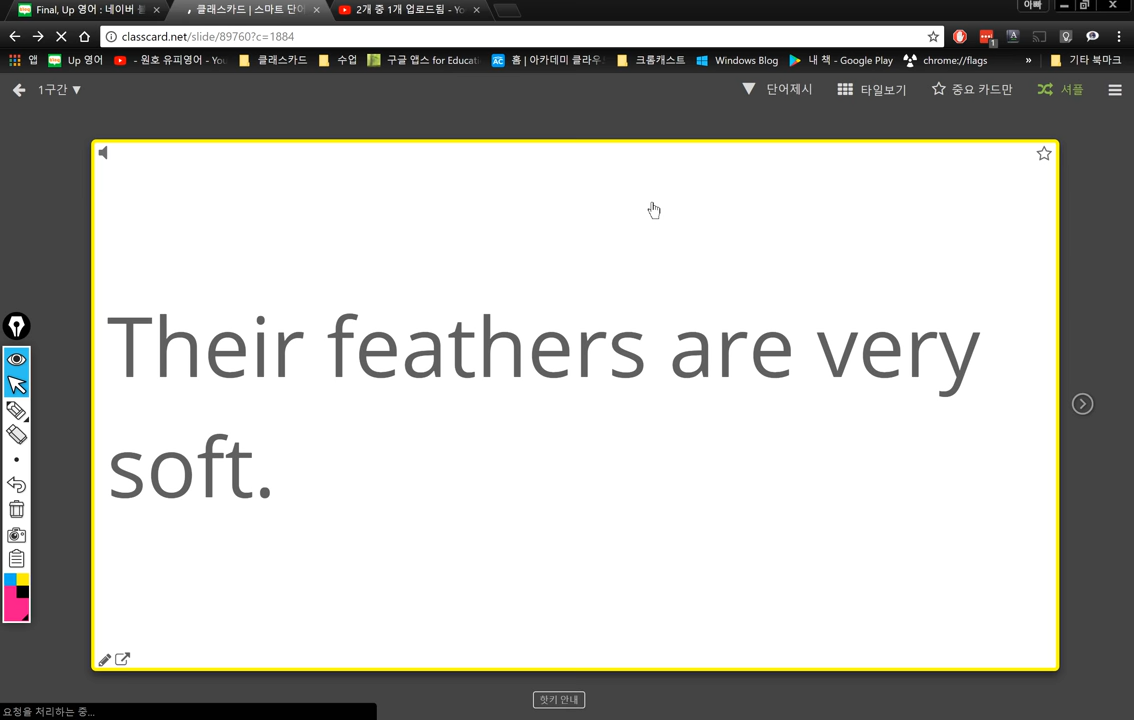 Final, Up 영어 : 네이버
클래스카드 | 스마트 단어
2개 중 1개 업로드됨 - Yo
아빠
classcard.net/slide/89760?c=1884
1
앱
Up 영어
- 원호 유피영어 - You
클래스카드
수업
구글 앱스 for Educati
홈 | 아카데미 클라우
크롬캐스트
Windows Blog
내 책 - Google Play
chrome://flags
»
기타 북마크
1구간 ▼
단어제시
타일보기
중요 카드만
셔플
Their feathers are very
soft.
핫키 안내
요청을 처리하는 중...